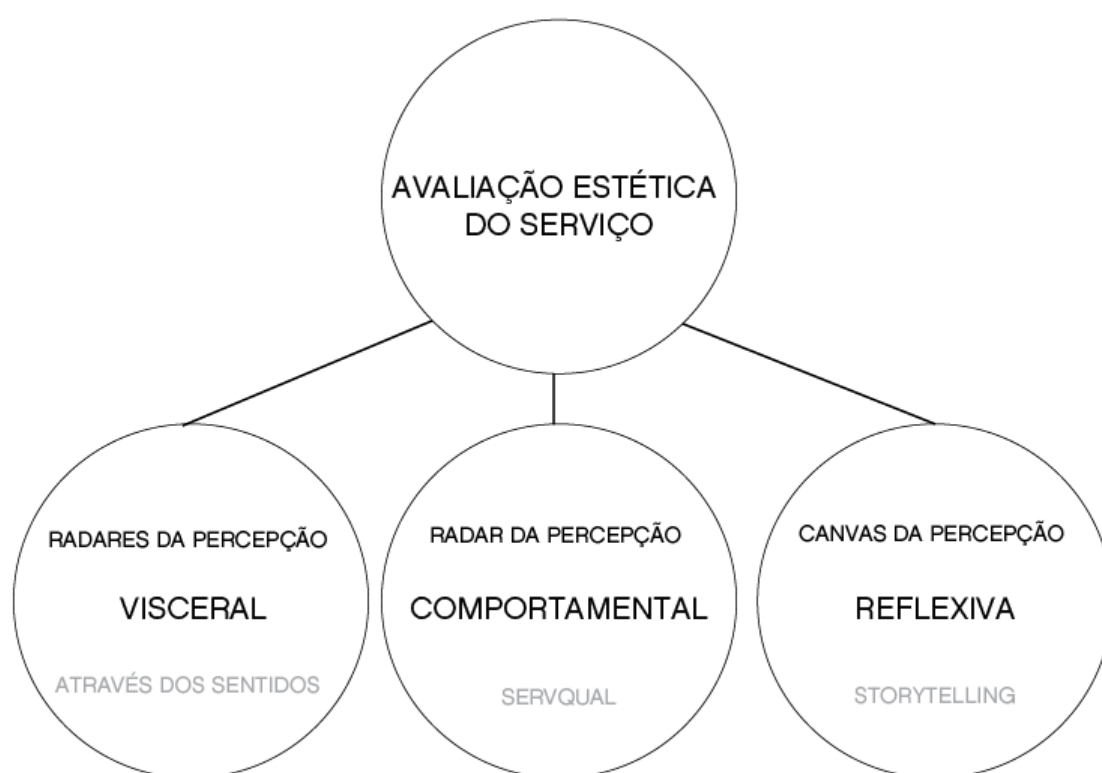 AVALIAÇÃO ESTÉTICA
DO SERVIÇO
RADARES DA PERCEPÇÃO
VISCERAL
ATRAVÉS DOS SENTIDOS
RADAR DA PERCEPÇÃO
COMPORTAMENTAL
SERVQUAL
CANVAS DA PERCEPÇÃO
REFLEXIVA
STORYTELLING